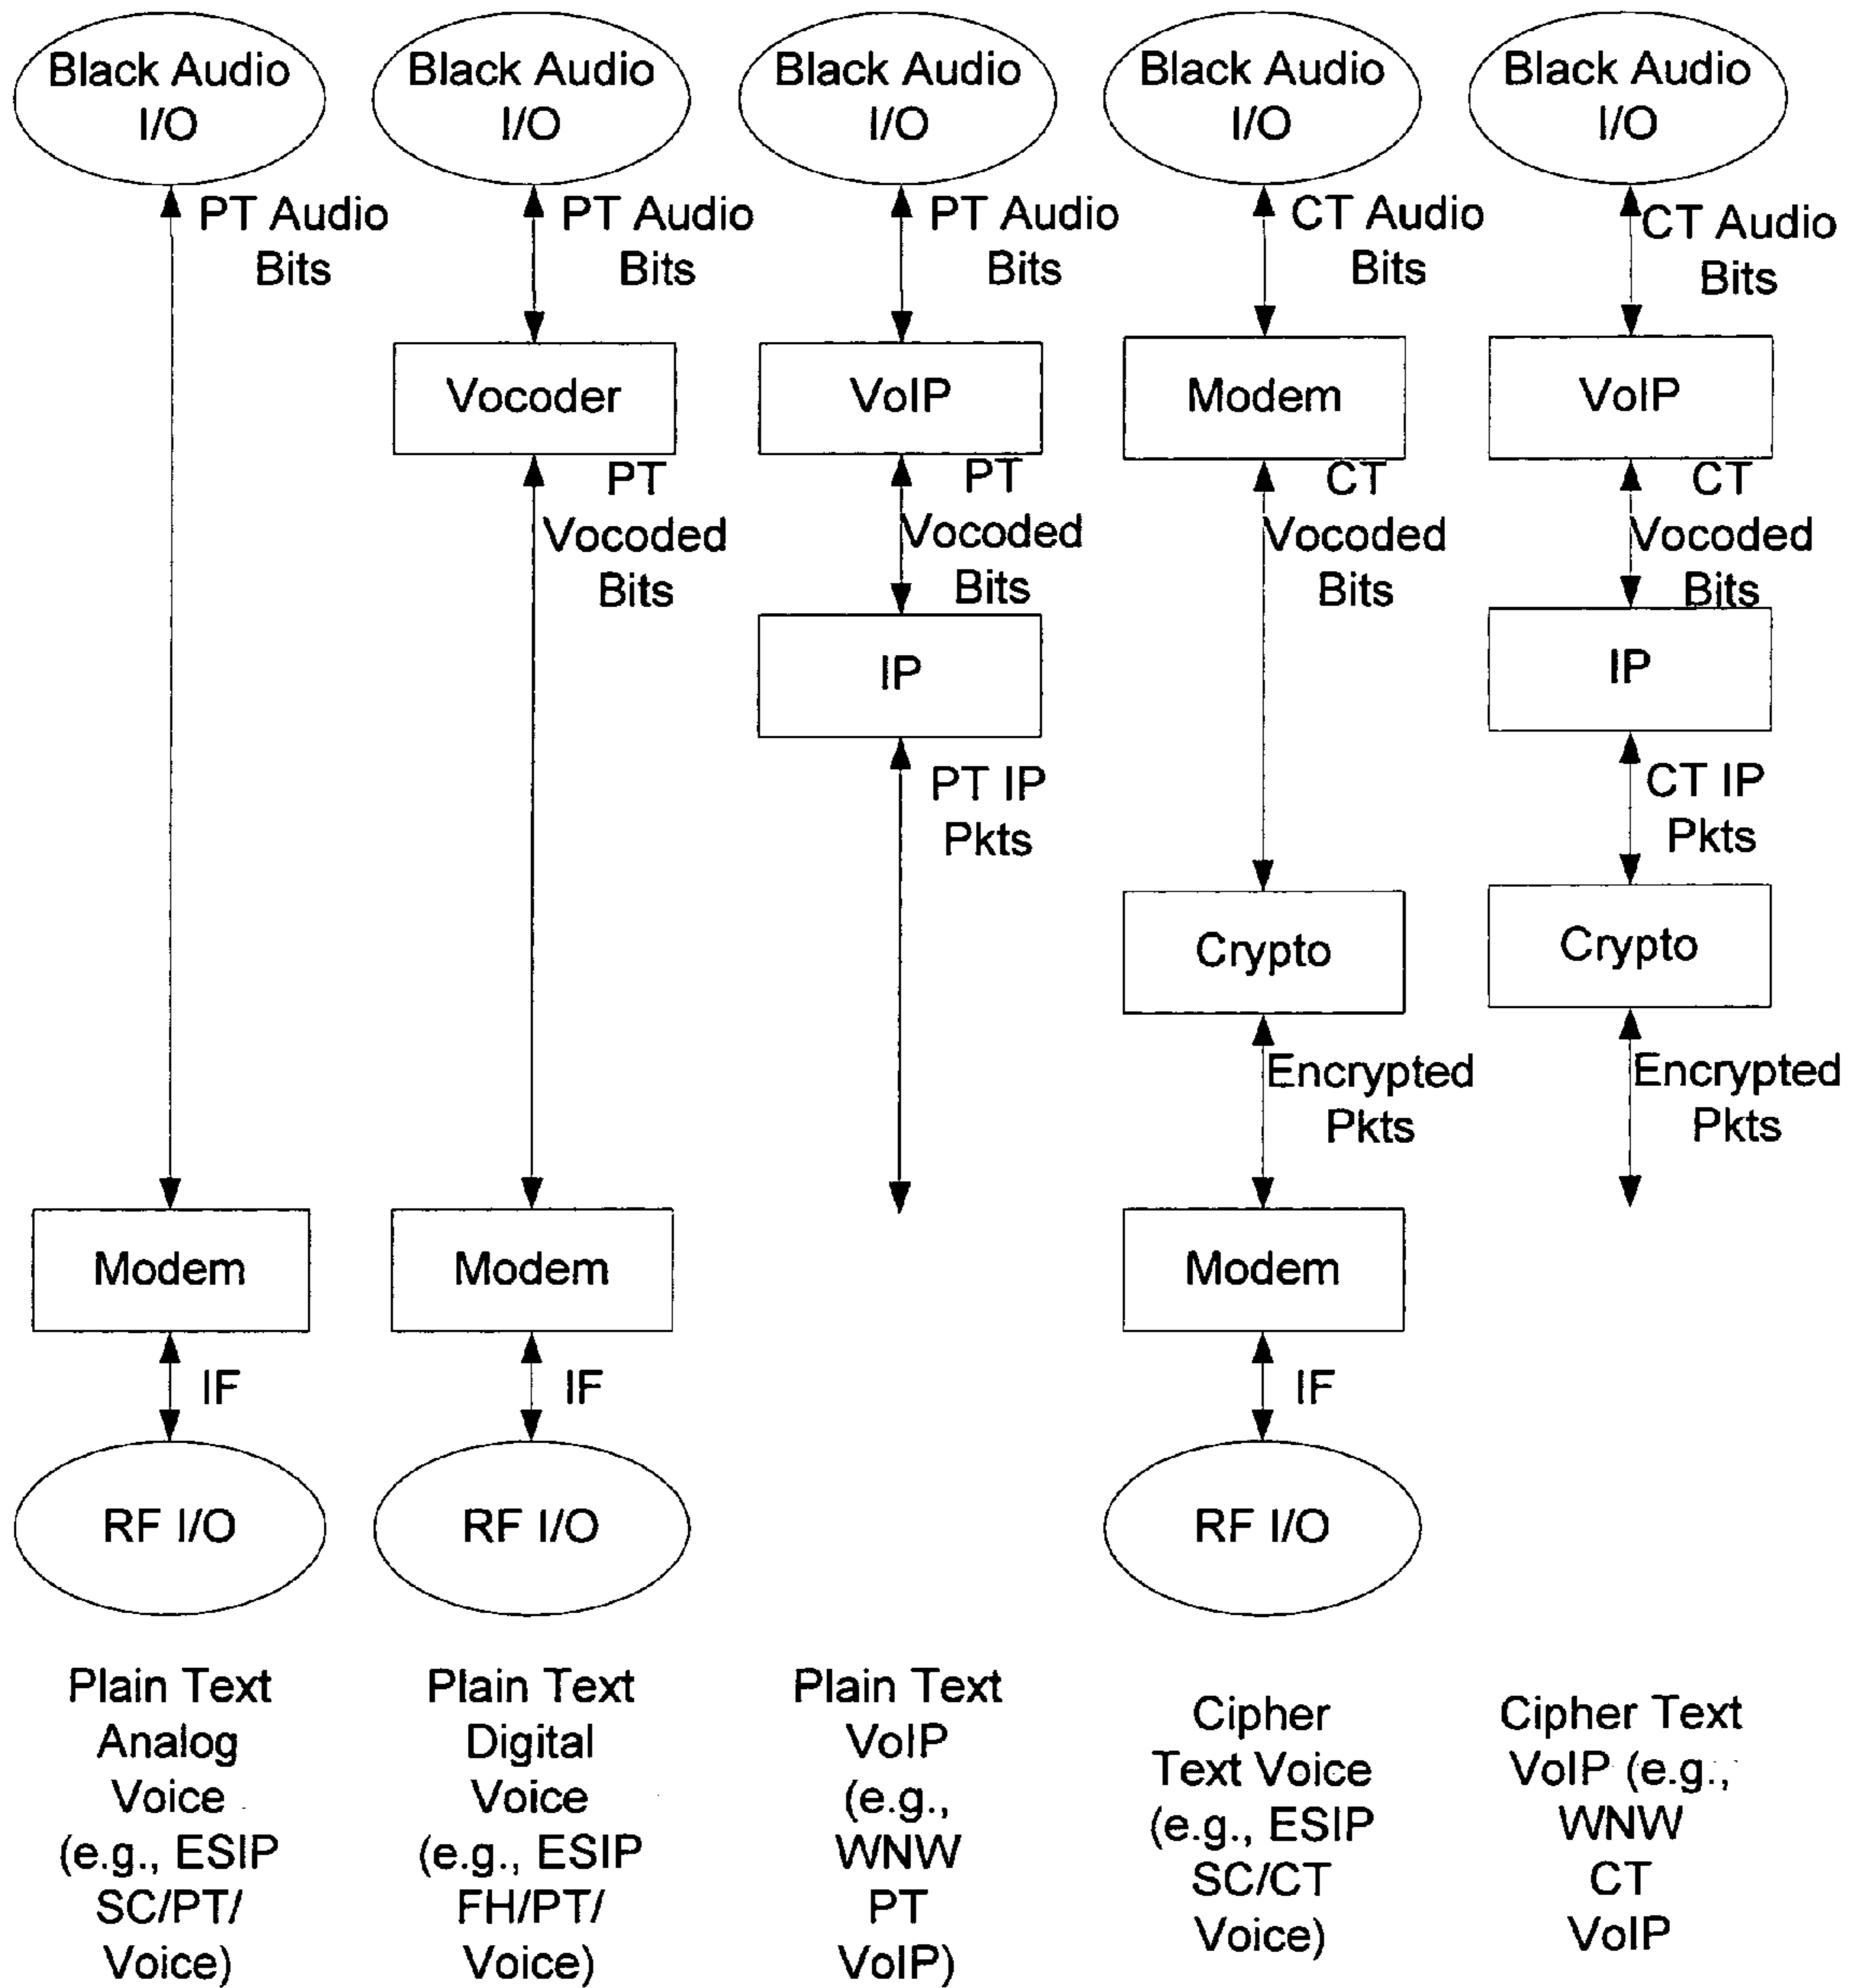 Black Audio
I/O
PT Audio
Bits
Modem
IF
RF I/O
Plain Text
Analog
Voice
(e.g., ESIP
SC/PT/
Voice)
Black Audio
I/O
PT Audio
Bits
Vocoder
PT
Vocoded
Bits
Modem
IF
RF I/O
Plain Text
Digital
Voice
(e.g., ESIP
FH/PT/
Voice)
Black Audio
I/O
PT Audio
Bits
VoIP
PT
Vocoded
Bits
IP
PT IP
Pkts
Plain Text
VoIP
(e.g.,
WNW
PT
VoIP)
Black Audio
I/O
CT Audio
Bits
Modem
CT
Vocoded
Bits
Crypto
Encrypted
Pkts
Modem
IF
RF I/O
Cipher
Text Voice
(e.g., ESIP
SC/CT
Voice)
Black Audio
I/O
CT Audio
Bits
VoIP
CT
Vocoded
Bits
IP
CT IP
Pkts
Crypto
Encrypted
Pkts
Cipher Text
VoIP (e.g.,
WNW
CT
VoIP